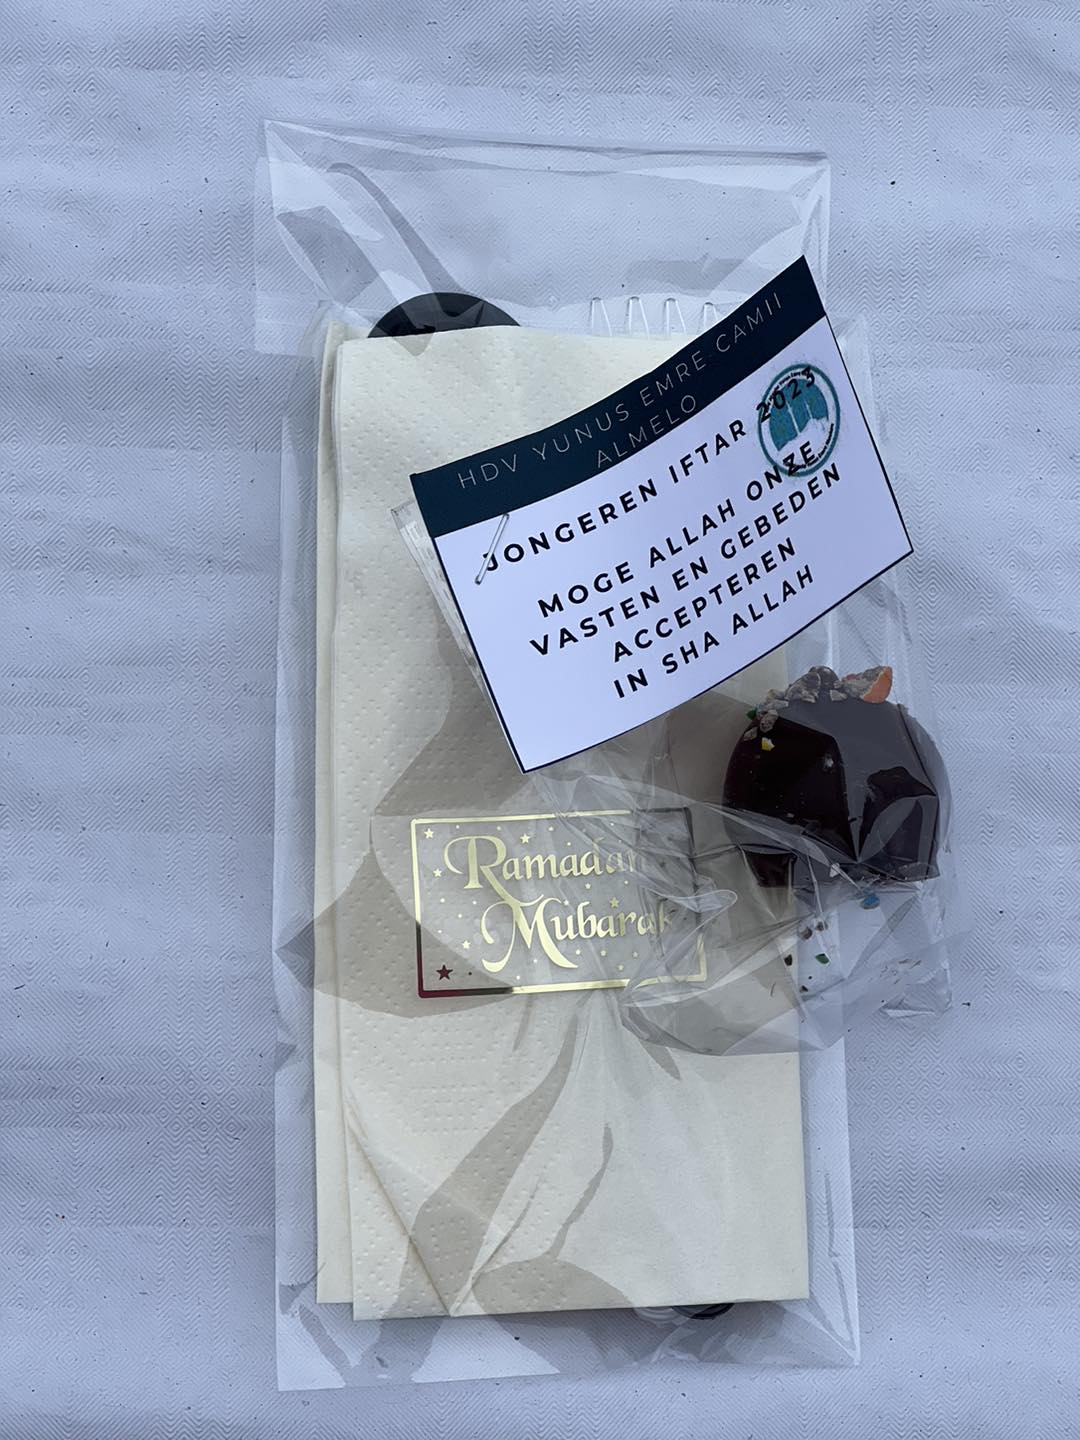 HDV YUNUS EMRE CAMII
ALMELO
JONGEREN IFTAR 2023
MOGE ALLAH ONZE
VASTEN EN GEBEDEN
ACCEPTEREN
IN SHA ALLAH
Ramadan
Mubarak